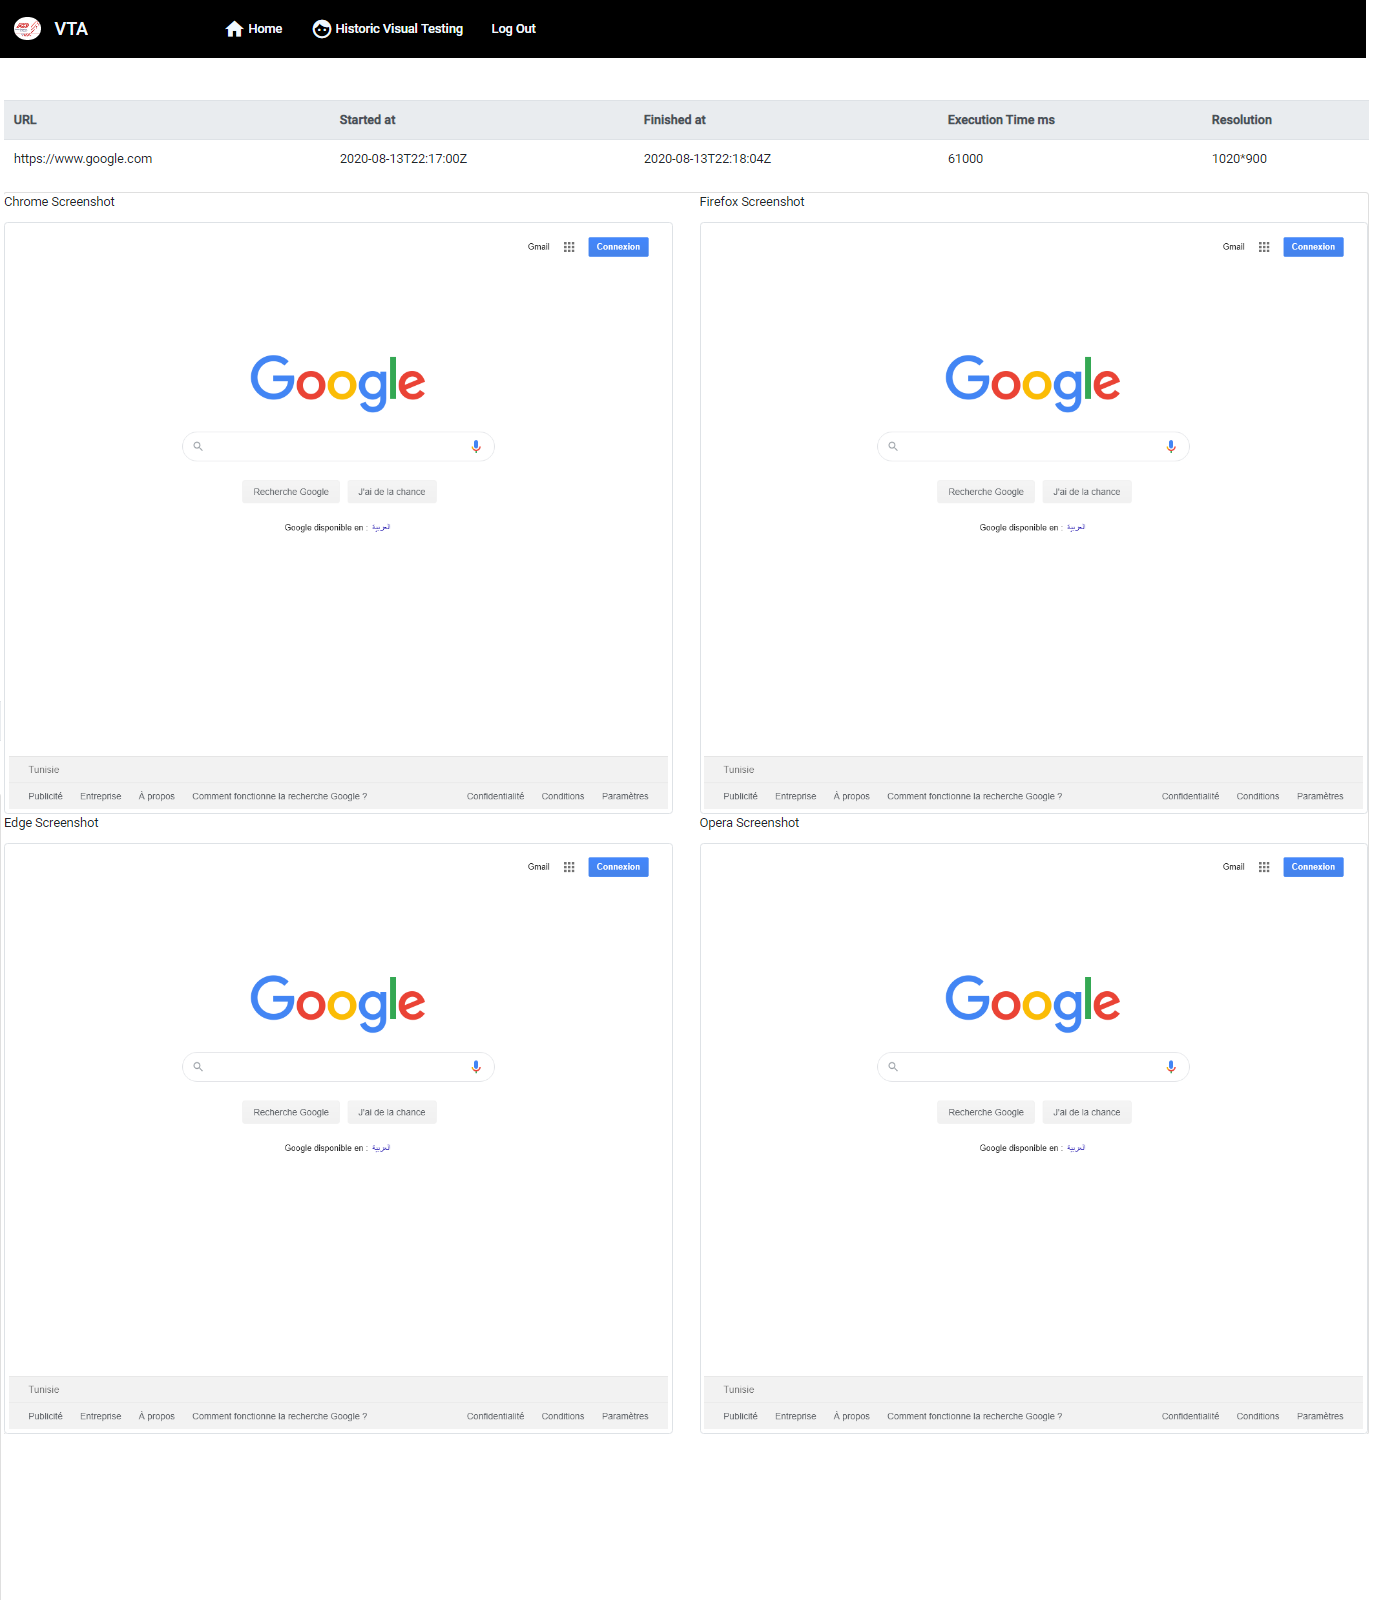 VTA Home Historic Visual Testing Log Out
URL Started at Finished at Execution Time ms Resolution
https://www.google.com 2020-08-13T22:17:00Z 2020-08-13T22:18:04Z 61000 1020*900
Chrome Screenshot
Gmail Connexion
Google
Recherche Google J'ai de la chance
Google disponible en : العربية
Tunisie
Publicité Entreprise À propos Comment fonctionne la recherche Google ? Confidentialité Conditions Paramètres
Firefox Screenshot
Gmail Connexion
Google
Recherche Google J'ai de la chance
Google disponible en : العربية
Tunisie
Publicité Entreprise À propos Comment fonctionne la recherche Google ? Confidentialité Conditions Paramètres
Edge Screenshot
Gmail Connexion
Google
Recherche Google J'ai de la chance
Google disponible en : العربية
Tunisie
Publicité Entreprise À propos Comment fonctionne la recherche Google ? Confidentialité Conditions Paramètres
Opera Screenshot
Gmail Connexion
Google
Recherche Google J'ai de la chance
Google disponible en : العربية
Tunisie
Publicité Entreprise À propos Comment fonctionne la recherche Google ? Confidentialité Conditions Paramètres